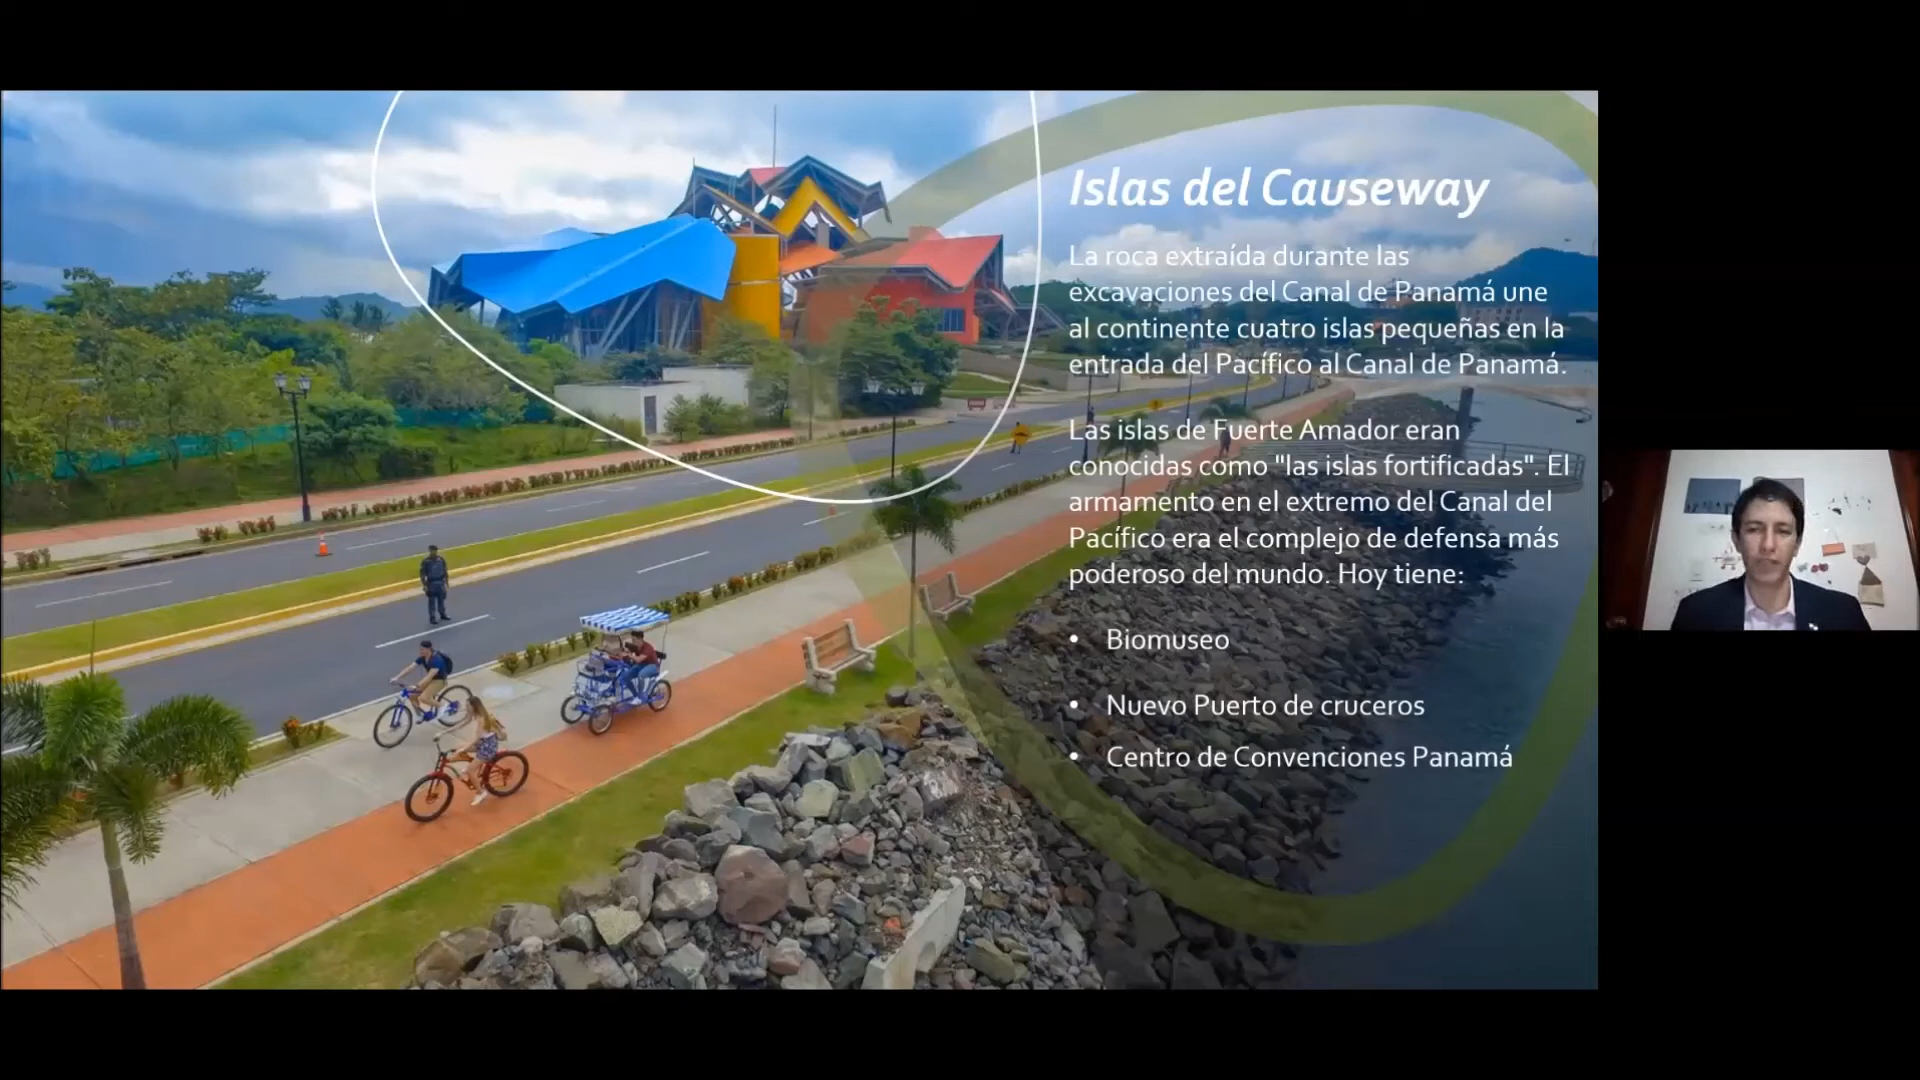 Islas del Causeway
La roca extraída durante las
excavaciones del Canal de Panamá une
al continente cuatro islas pequeñas en la
entrada del Pacífico al Canal de Panamá.
Las islas de Fuerte Amador eran
conocidas como "las islas fortificadas". El
armamento en el extremo del Canal del
Pacífico era el complejo de defensa más
poderoso del mundo. Hoy tiene:
• Biomuseo
• Nuevo Puerto de cruceros
• Centro de Convenciones Panamá